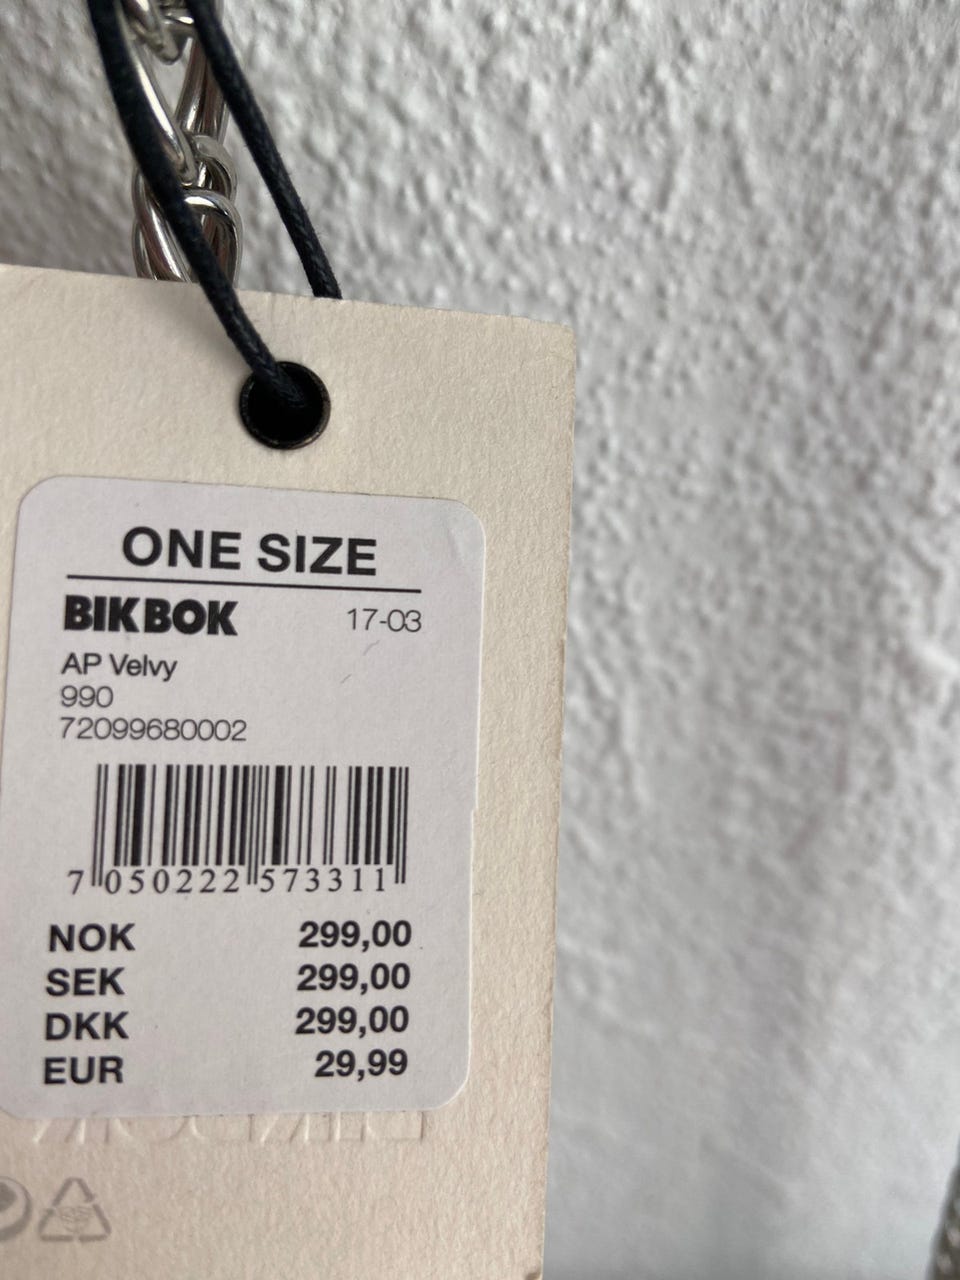 ONE SIZE
BIKBOK 17-03
AP Velvy
990
72099680002
7 050222 573311
NOK 299,00
SEK 299,00
DKK 299,00
EUR 29,99